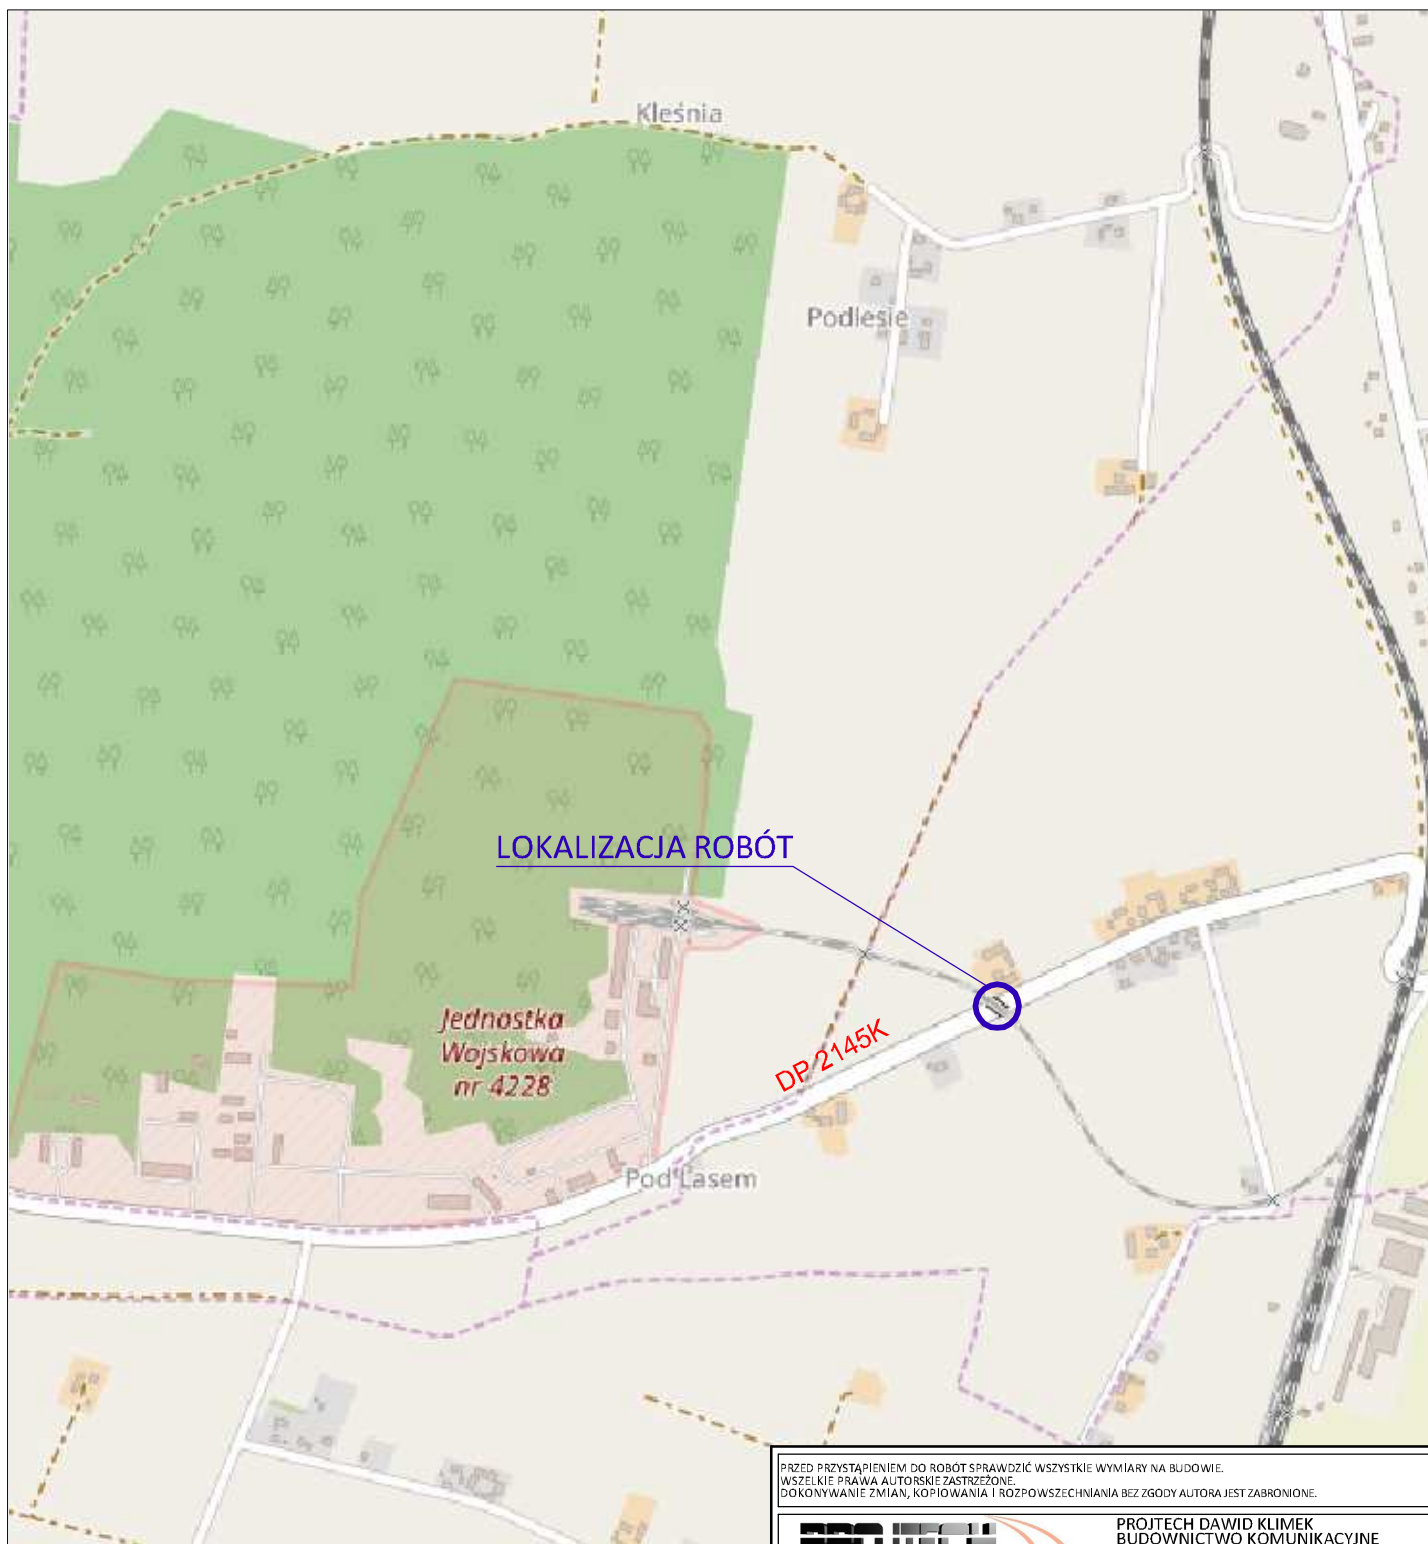 Kleśnia
Podlesie
LOKALIZACJA ROBÓT
Jednostka
Wojskowa
nr 4228
DP 2145K
Pod Lasem
PRZED PRZYSTĄPIENIEM DO ROBÓT SPRAWDZIĆ WSZYSTKIE WYMIARY NA BUDOWIE.
WSZELKIE PRAWA AUTORSKIE ZASTRZEŻONE.
DOKONYWANIE ZMIAN, KOPIOWANIA I ROZPOWSZECHNIANIA BEZ ZGODY AUTORA JEST ZABRONIONE.
PROJTECH DAWID KLIMEK
BUDOWNICTWO KOMUNIKACYJNE